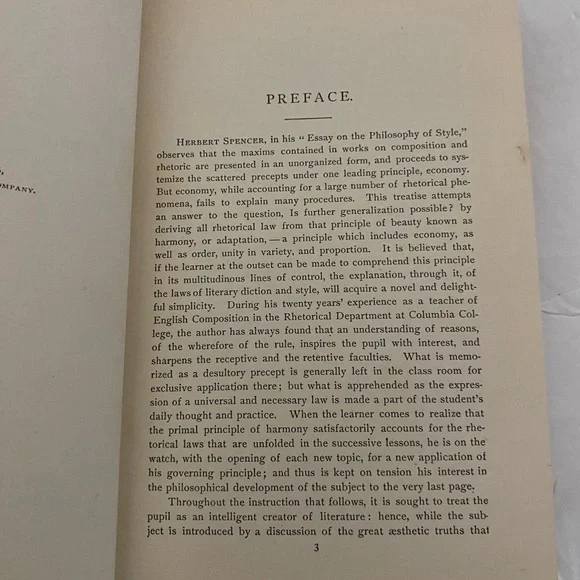 OMPANY.
PREFACE.
HERBERT SPENCER, in his “ Essay on the Philosophy of Style,”
observes that the maxims contained in works on composition and
rhetoric are presented in an unorganized form, and proceeds to sys-
temize the scattered precepts under one leading principle, economy.
But economy, while accounting for a large number of rhetorical phe-
nomena, fails to explain many procedures. This treatise attempts
an answer to the question, Is further generalization possible? by
deriving all rhetorical law from that principle of beauty known as
harmony, or adaptation, — a principle which includes economy, as
well as order, unity in variety, and proportion. It is believed that,
if the learner at the outset can be made to comprehend this principle
in its multitudinous lines of control, the explanation, through it, of
the laws of literary diction and style, will acquire a novel and delight-
ful simplicity. During his twenty years' experience as a teacher of
English Composition in the Rhetorical Department at Columbia Col-
lege, the author has always found that an understanding of reasons,
of the wherefore of the rule, inspires the pupil with interest, and
sharpens the receptive and the retentive faculties. What is memo-
rized as a desultory precept is generally left in the class room for
exclusive application there; but what is apprehended as the expres-
sion of a universal and necessary law is made a part of the student's
daily thought and practice. When the learner comes to realize that
the primal principle of harmony satisfactorily accounts for the rhe-
torical laws that are unfolded in the successive lessons, he is on the
watch, with the opening of each new topic, for a new application of
his governing principle; and thus is kept on tension his interest in
the philosophical development of the subject to the very last page.
Throughout the instruction that follows, it is sought to treat the
pupil as an intelligent creator of literature: hence, while the sub-
ject is introduced by a discussion of the great æsthetic truths that
3